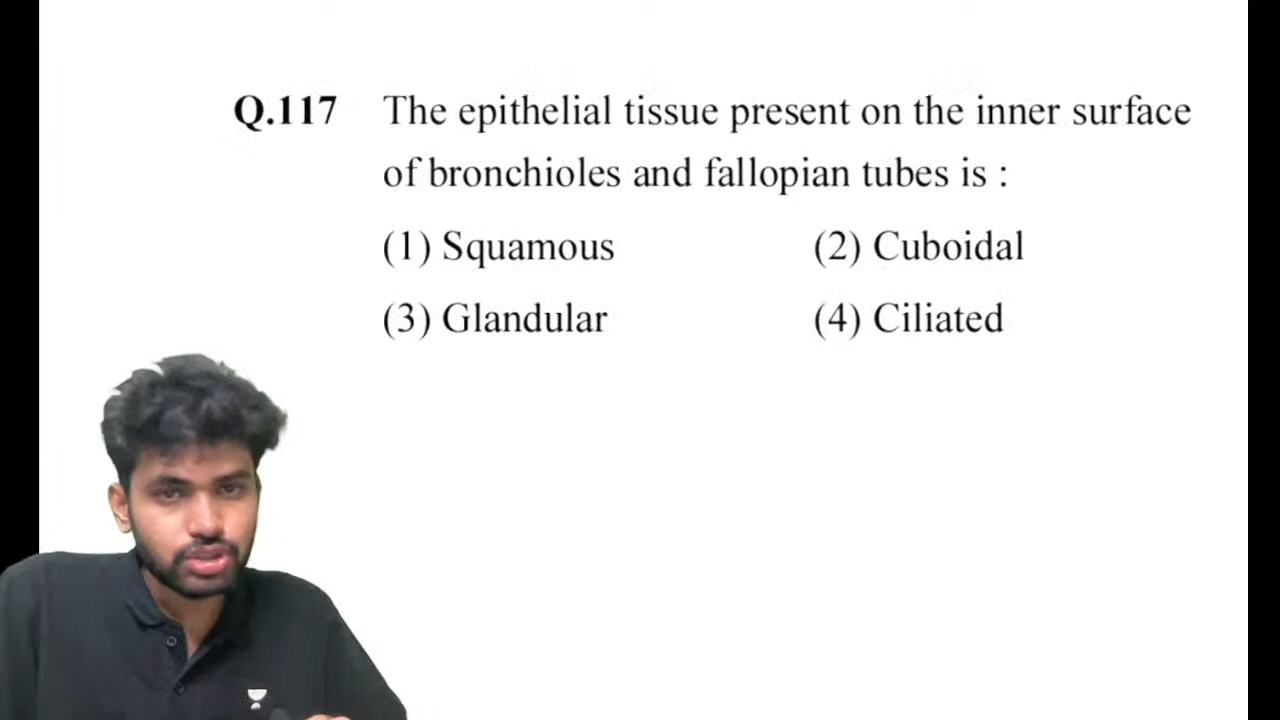 Q.117 The epithelial tissue present on the inner surface
of bronchioles and fallopian tubes is :
(1) Squamous (2) Cuboidal
(3) Glandular (4) Ciliated